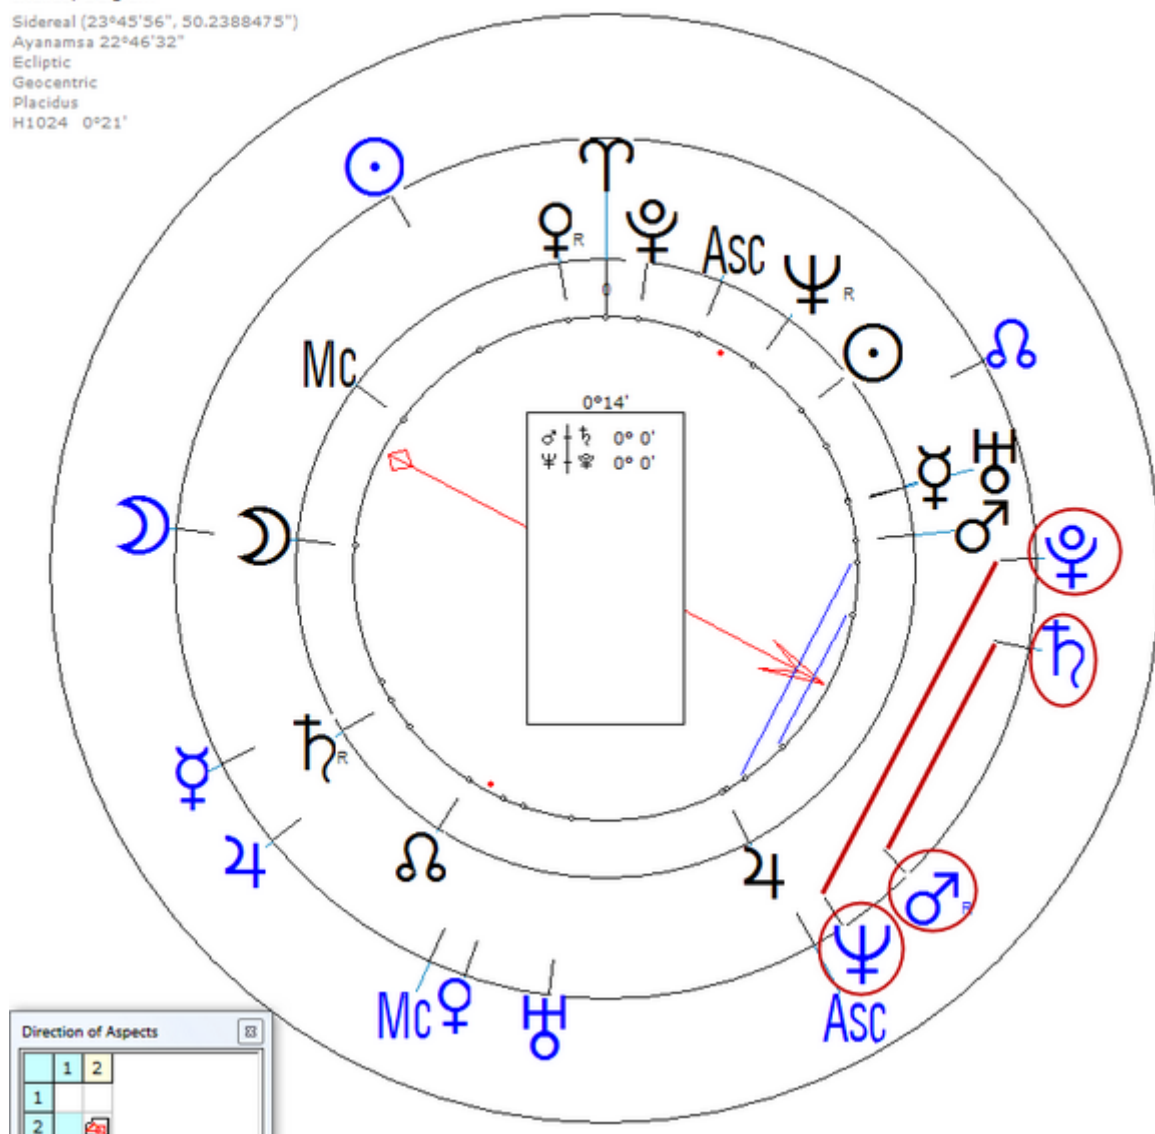 Sidereal (23°45'56", 50.2388475")
Ayanamsa 22°46'32"
Ecliptic
Geocentric
Placidus
H1024 0°21'
☉
♈
♀R ♇ Asc
♆R
☉
☊
Mc
0
0°14'
♂ ♄ 0° 0'
♆ ♇ 0° 0'
☿ ♅
♂
☽ ☽
♇
♄
♄R
☿
♃
☊
♃
♂R
♆
Mc ♀ ♅ Asc
Direction of Aspects
1 2
1
2